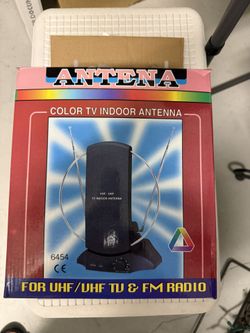 ANTENA
COLOR TV INDOOR ANTENNA
VHF - UHF
TV INDOOR ANTENNA
6454
CE
FOR UHF/VHF TV & FM RADIO